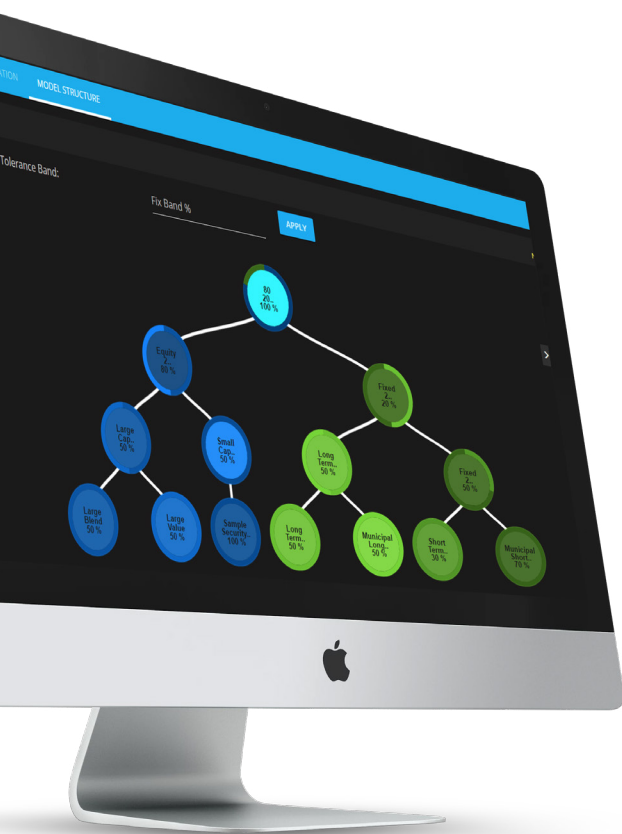 ATION
MODEL STRUCTURE
Tolerance Band:
Fix Band %
APPLY
80
20..
100 %
Equity
2...
80 %
Fixed
2...
20 %
Large
Cap..
50 %
Small
Cap..
50 %
Long
Term..
50 %
Fixed
2...
50 %
Large
Blend
50 %
Large
Value
50 %
Sample
Security..
100 %
Long
Term..
50 %
Municipal
Long..
50 %
Short
Term..
30 %
Municipal
Short..
70 %